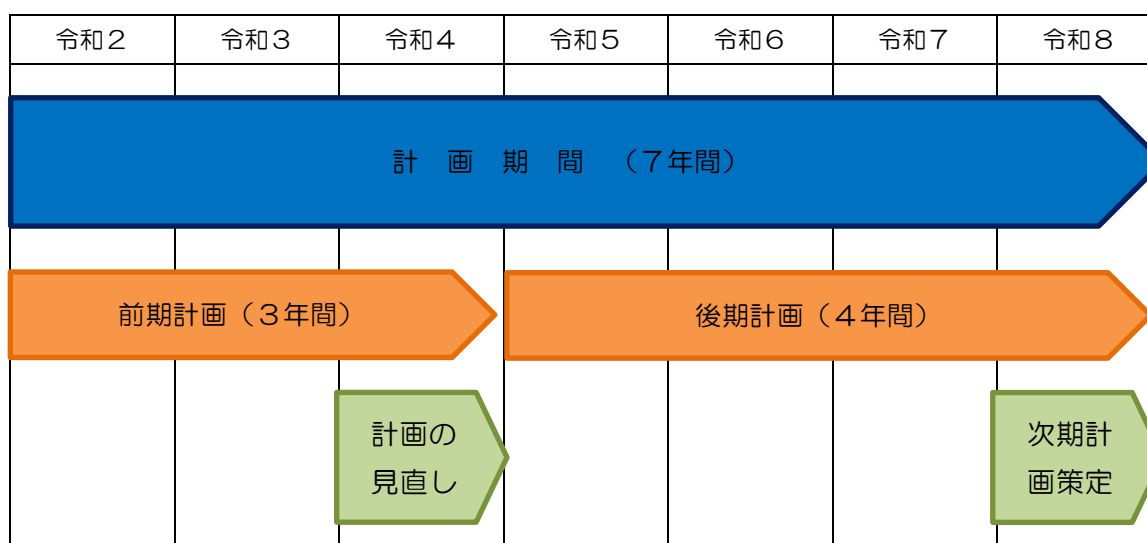 令和２ 令和３ 令和４ 令和５ 令和６ 令和７ 令和８
計　画　期　間　（７年間）
前期計画（３年間） 後期計画（４年間）
計画の
見直し
次期計
画策定